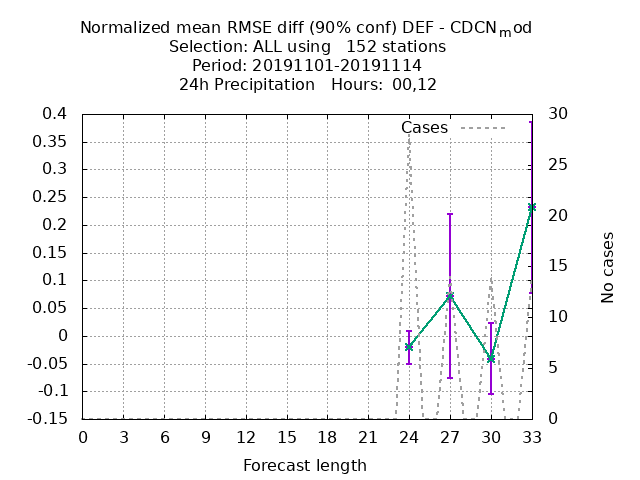 Normalized mean RMSE diff (90% conf) DEF - CDCNmod
Selection: ALL using   152 stations
Period: 20191101-20191114
24h Precipitation   Hours:  00,12
Cases
0.4
0.35
0.3
0.25
0.2
0.15
0.1
0.05
0
-0.05
-0.1
-0.15
30
25
20
15
10
5
0
No cases
0 3 6 9 12 15 18 21 24 27 30 33
Forecast length